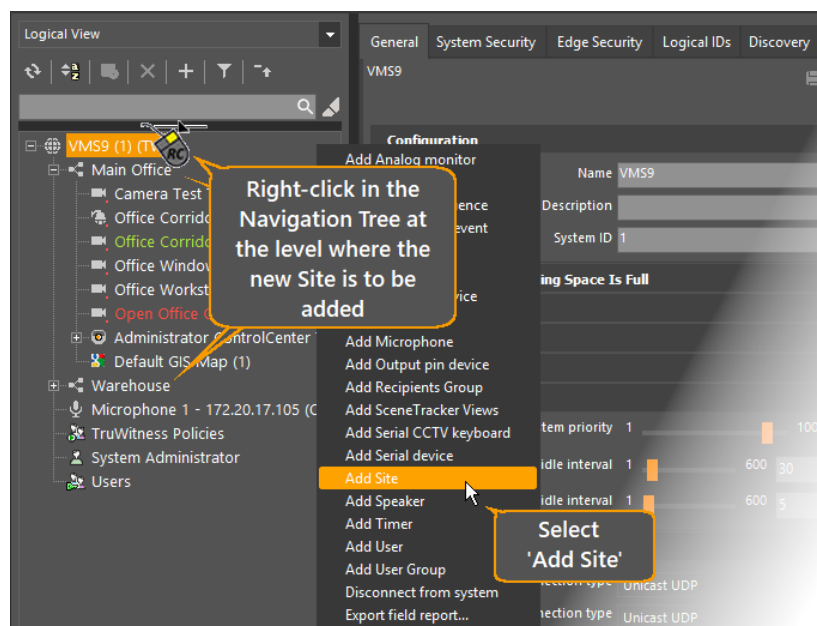 Logical View
General System Security Edge Security Logical IDs Discovery
VMS9
VMS9 (1) (TV
RC
Main Office
Camera Test
Office Corrido
Office Corrido
Office Window
Office Workst
Open Office
Administrator ControlCenter
Default GIS Map (1)
Warehouse
Microphone 1 - 172.20.17.105 (C
TruWitness Policies
System Administrator
Users
Right-click in the
Navigation Tree at
the level where the
new Site is to be
added
Add Analog monitor
ence
event
vice
Add Microphone
Add Output pin device
Add Recipients Group
Add SceneTracker Views
Add Serial CCTV keyboard
Add Serial device
Add Site
Add Speaker
Add Timer
Add User
Add User Group
Disconnect from system
Export field report...
Select
'Add Site'
Configuration
Name VMS9
Description
System ID 1
ing Space Is Full
tem priority 1 100
idle interval 1 600 30
idle interval 1 600 5
nection type Unicast UDP
nection type Unicast UDP